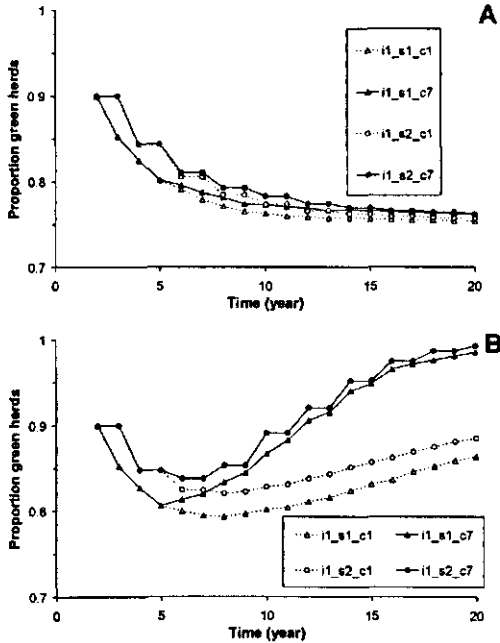 A
1
0.9
0.8
0.7
Proportion green herds
i1_s1_c1
i1_s1_c7
i1_s2_c1
i1_s2_c7
0 5 10 15 20
Time (year)
B
1
0.9
0.8
0.7
Proportion green herds
i1_s1_c1 i1_s1_c7
i1_s2_c1 i1_s2_c7
0 5 10 15 20
Time (year)